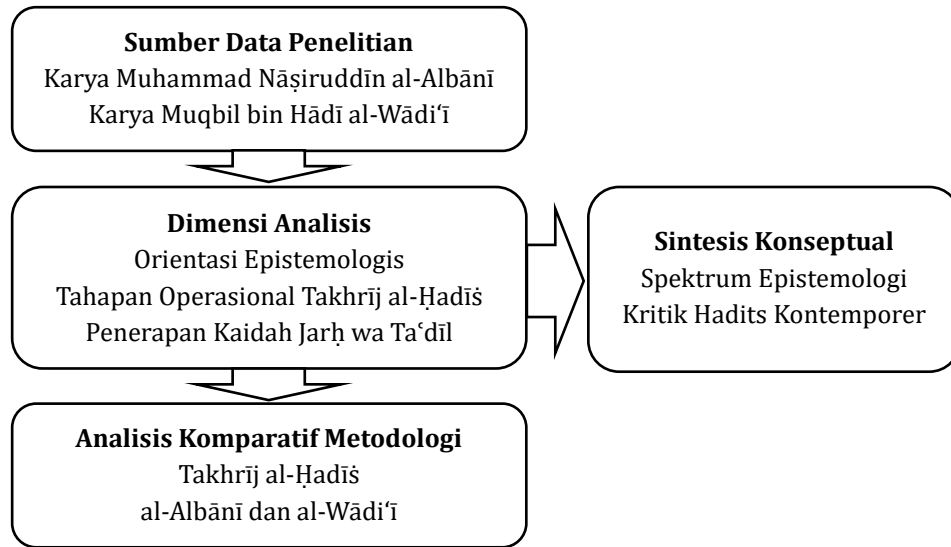 Sumber Data Penelitian
Karya Muhammad Nāṣiruddīn al-Albānī
Karya Muqbil bin Hādī al-Wādi‘ī
Dimensi Analisis
Orientasi Epistemologis
Tahapan Operasional Takhrīj al-Ḥadīṡ
Penerapan Kaidah Jarḥ wa Ta‘dīl
Sintesis Konseptual
Spektrum Epistemologi
Kritik Hadits Kontemporer
Analisis Komparatif Metodologi
Takhrīj al-Ḥadīṡ
al-Albānī dan al-Wādi‘ī